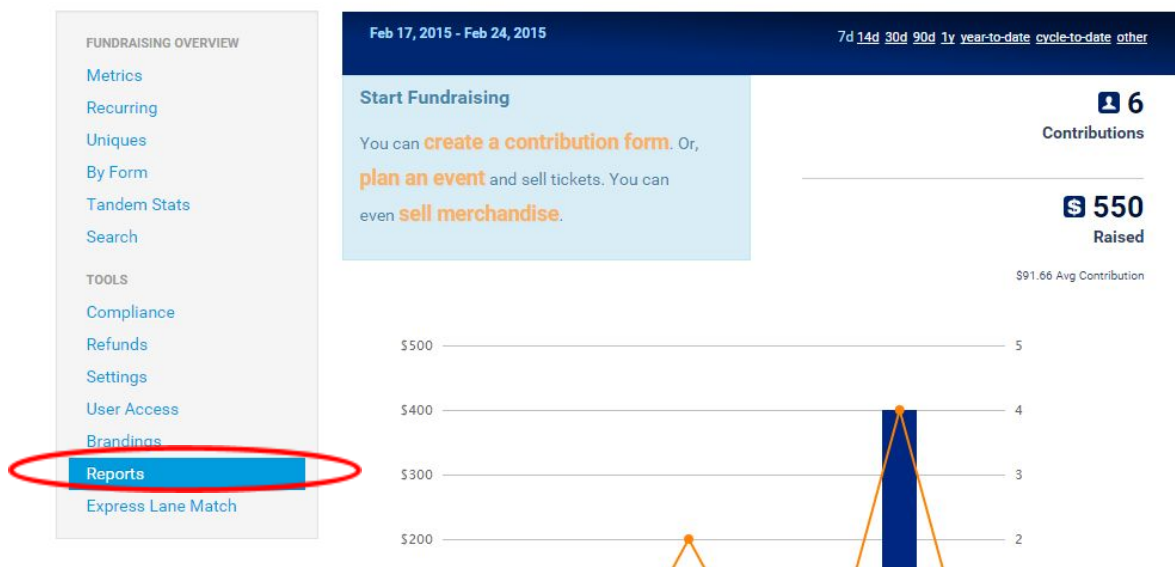 FUNDRAISING OVERVIEW
Metrics
Recurring
Uniques
By Form
Tandem Stats
Search
TOOLS
Compliance
Refunds
Settings
User Access
Brandings
Reports
Express Lane Match
Feb 17, 2015 - Feb 24, 2015
7d 14d 30d 90d 1y year-to-date cycle-to-date other
Start Fundraising
You can create a contribution form. Or,
plan an event and sell tickets. You can
even sell merchandise.
6
Contributions
$ 550
Raised
$91.66 Avg Contribution
$500 5
$400 4
$300 3
$200 2